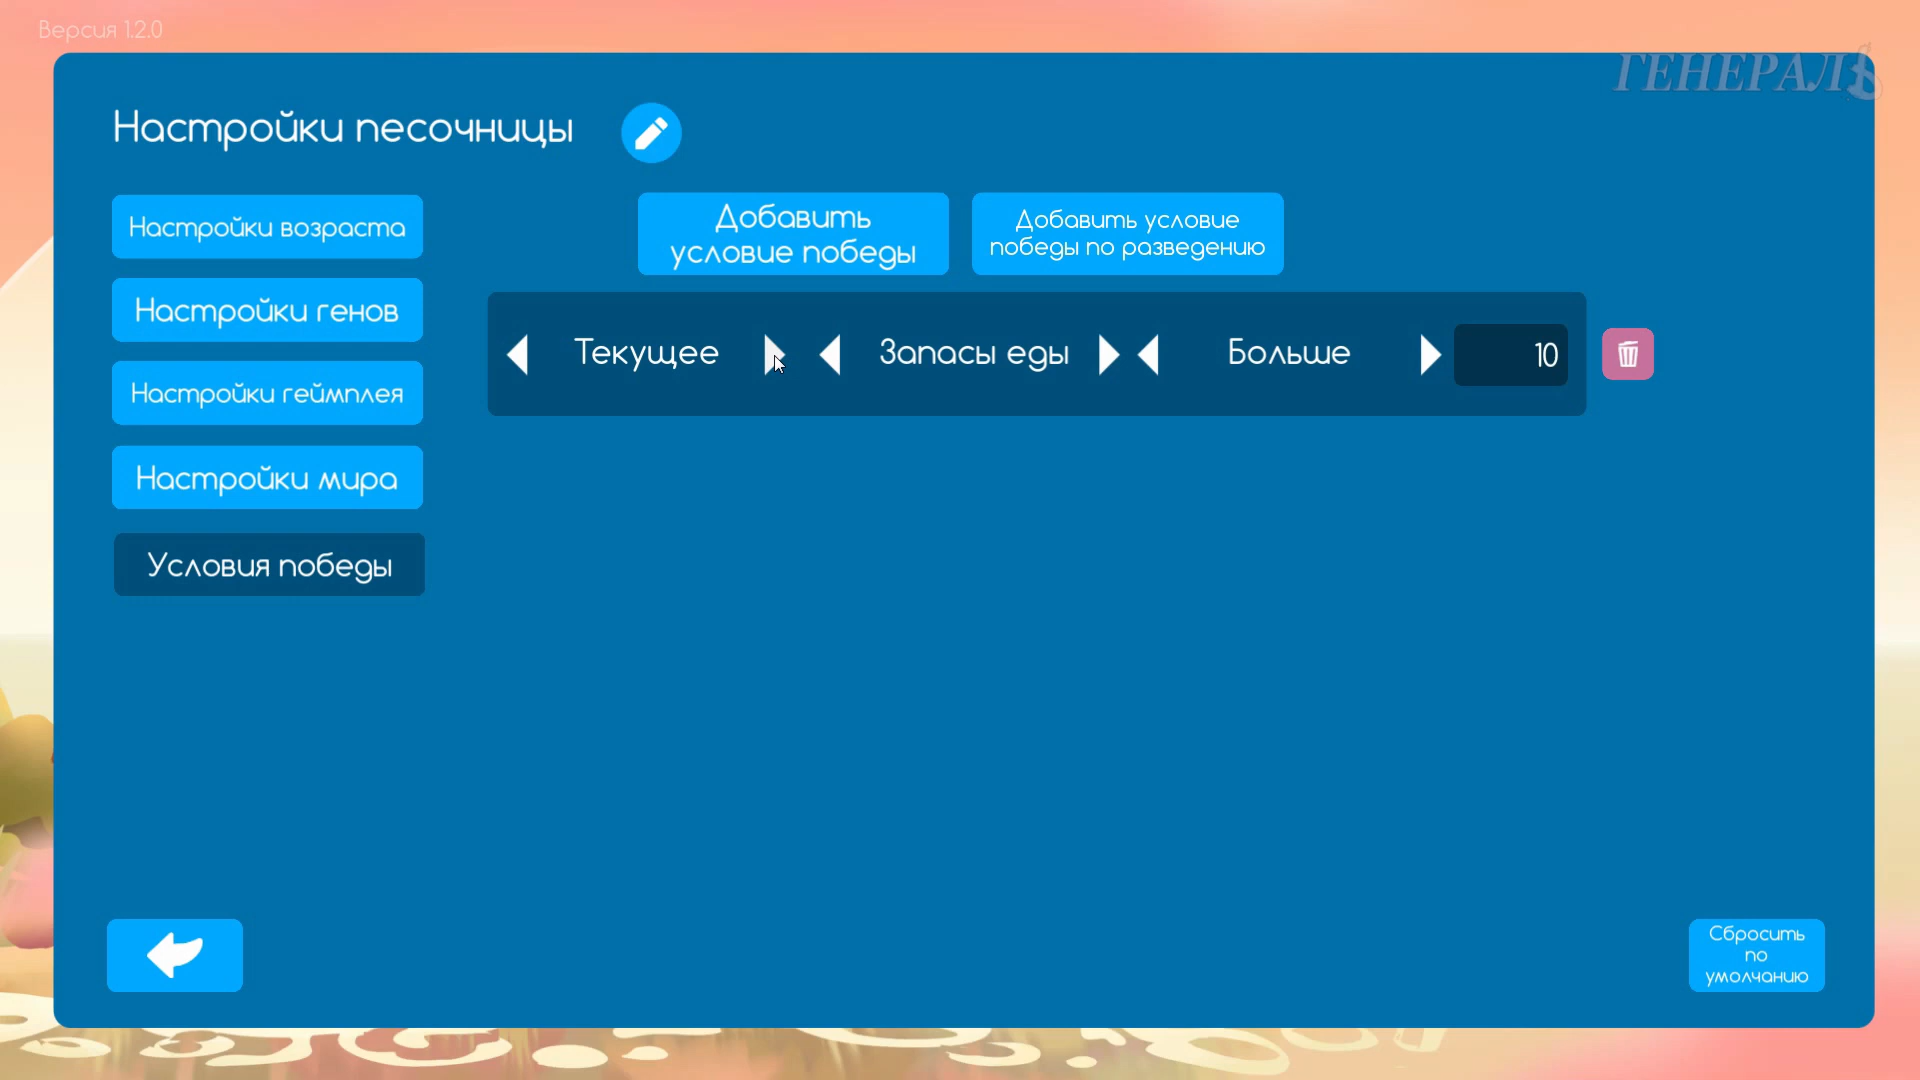 Версия 1.2.0
ГЕНЕРАЛЪ
Настройки песочницы
Настройки возраста
Добавить
условие победы
Добавить условие
победы по разведению
Настройки генов
Текущее
Запасы еды
Больше
10
Настройки геймплея
Настройки мира
Условия победы
Сбросить
по
умолчанию